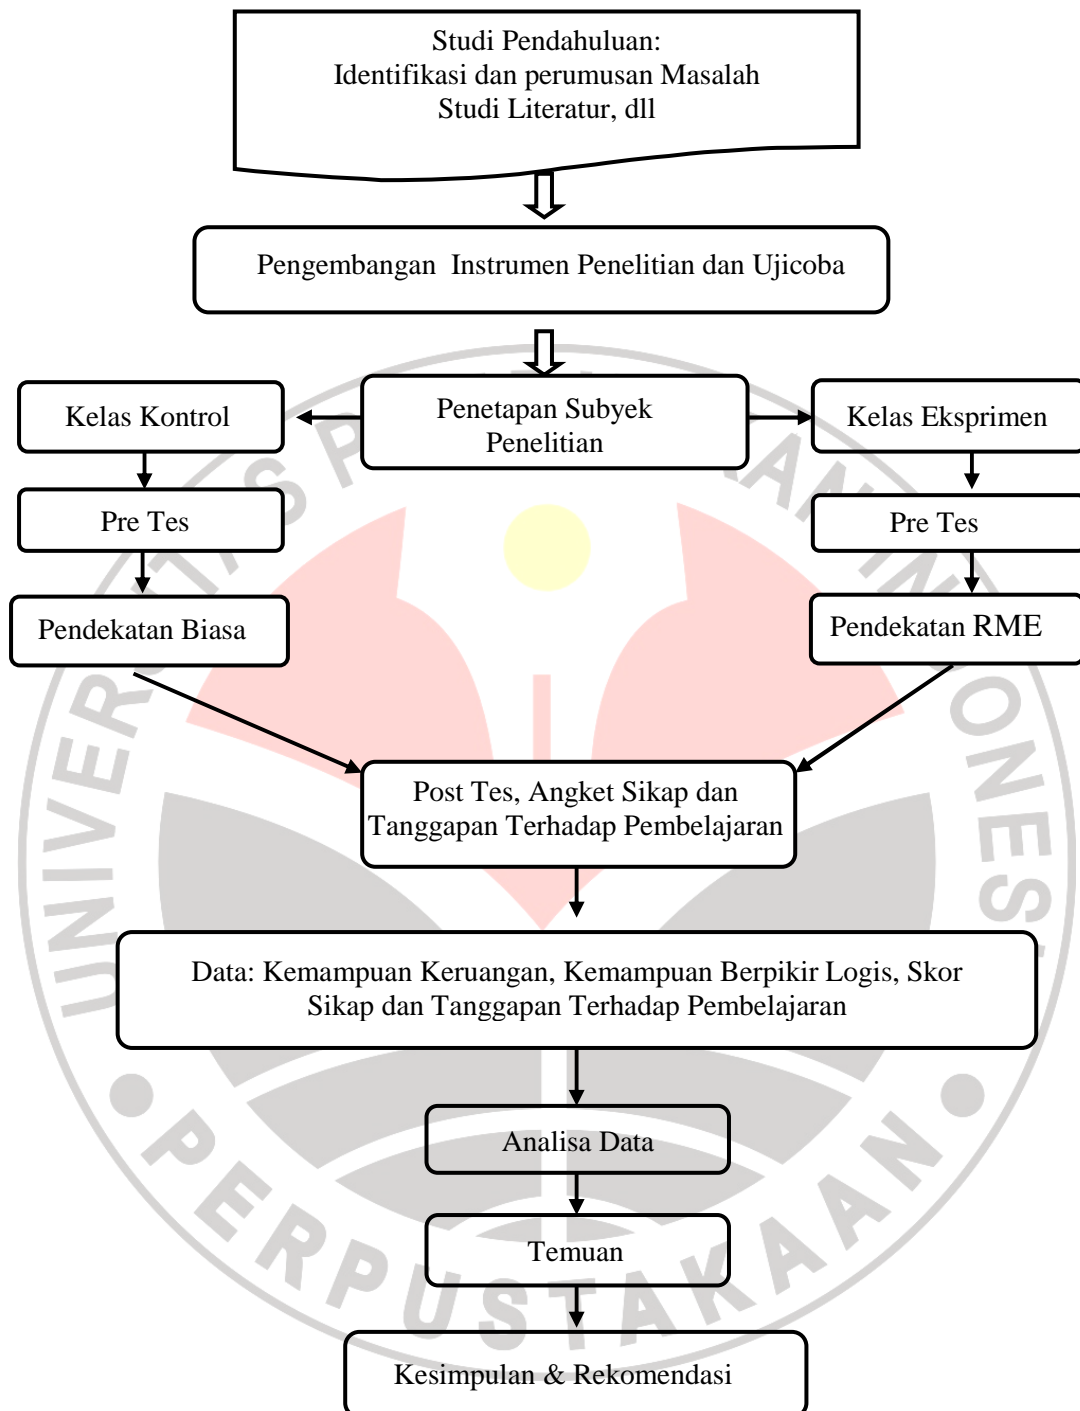 Studi Pendahuluan:
Identifikasi dan perumusan Masalah
Studi Literatur, dll
Pengembangan Instrumen Penelitian dan Ujicoba
Kelas Kontrol
Penetapan Subyek
Penelitian
Kelas Eksprimen
Pre Tes
Pre Tes
Pendekatan Biasa
Pendekatan RME
Post Tes, Angket Sikap dan
Tanggapan Terhadap Pembelajaran
Data: Kemampuan Keruangan, Kemampuan Berpikir Logis, Skor
Sikap dan Tanggapan Terhadap Pembelajaran
Analisa Data
Temuan
Kesimpulan & Rekomendasi
PERPUSTAKAAN